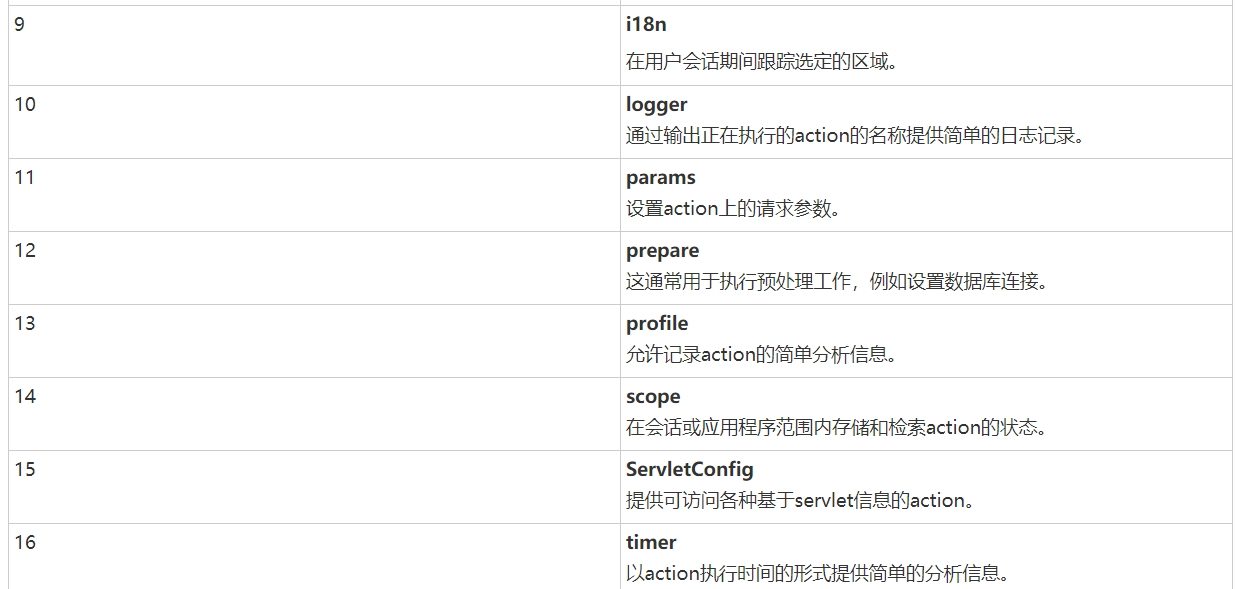 9
i18n
在用户会话期间跟踪选定的区域。
10
logger
通过输出正在执行的action的名称提供简单的日志记录。
11
params
设置action上的请求参数。
12
prepare
这通常用于执行预处理工作，例如设置数据库连接。
13
profile
允许记录action的简单分析信息。
14
scope
在会话或应用程序范围内存储和检索action的状态。
15
ServletConfig
提供可访问各种基于servlet信息的action。
16
timer
以action执行时间的形式提供简单的分析信息。